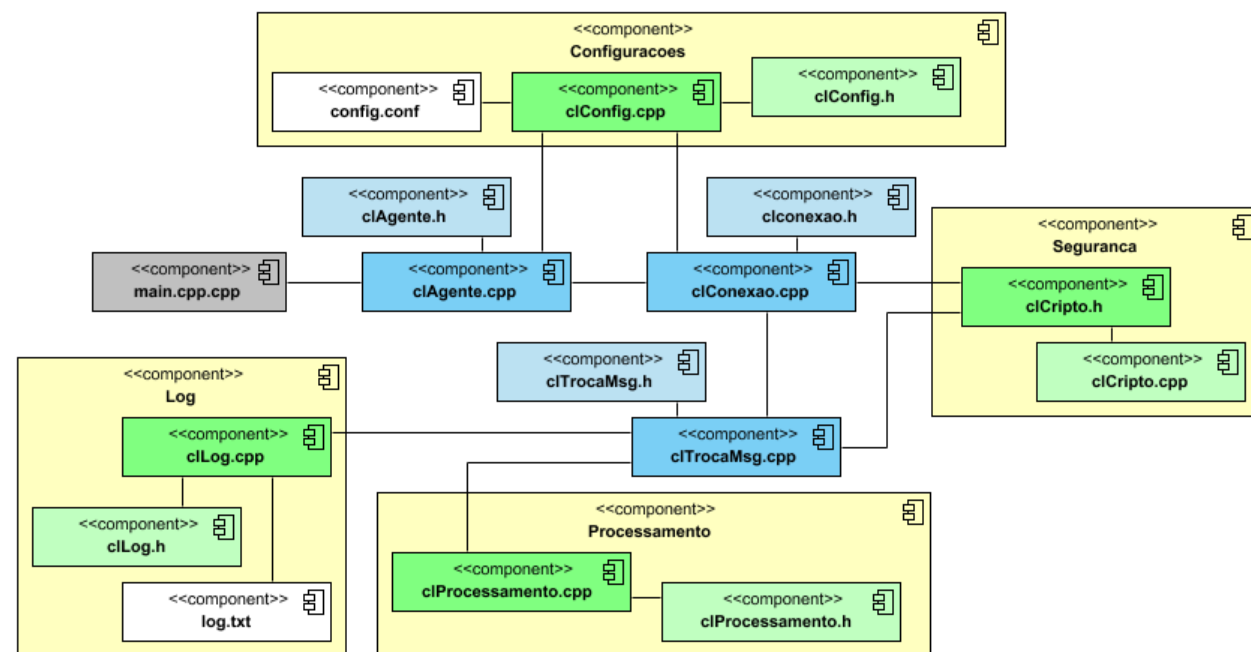 <<component>>
Configuracoes
<<component>>
config.conf
<<component>>
clConfig.cpp
<<component>>
clConfig.h
<<component>>
clAgente.h
<<component>>
clconexao.h
<<component>>
Seguranca
<<component>>
main.cpp.cpp
<<component>>
clAgente.cpp
<<component>>
clConexao.cpp
<<component>>
clCripto.h
<<component>>
clCripto.cpp
<<component>>
clTrocaMsg.h
<<component>>
Log
<<component>>
clLog.cpp
<<component>>
clTrocaMsg.cpp
<<component>>
clLog.h
<<component>>
log.txt
<<component>>
Processamento
<<component>>
clProcessamento.cpp
<<component>>
clProcessamento.h